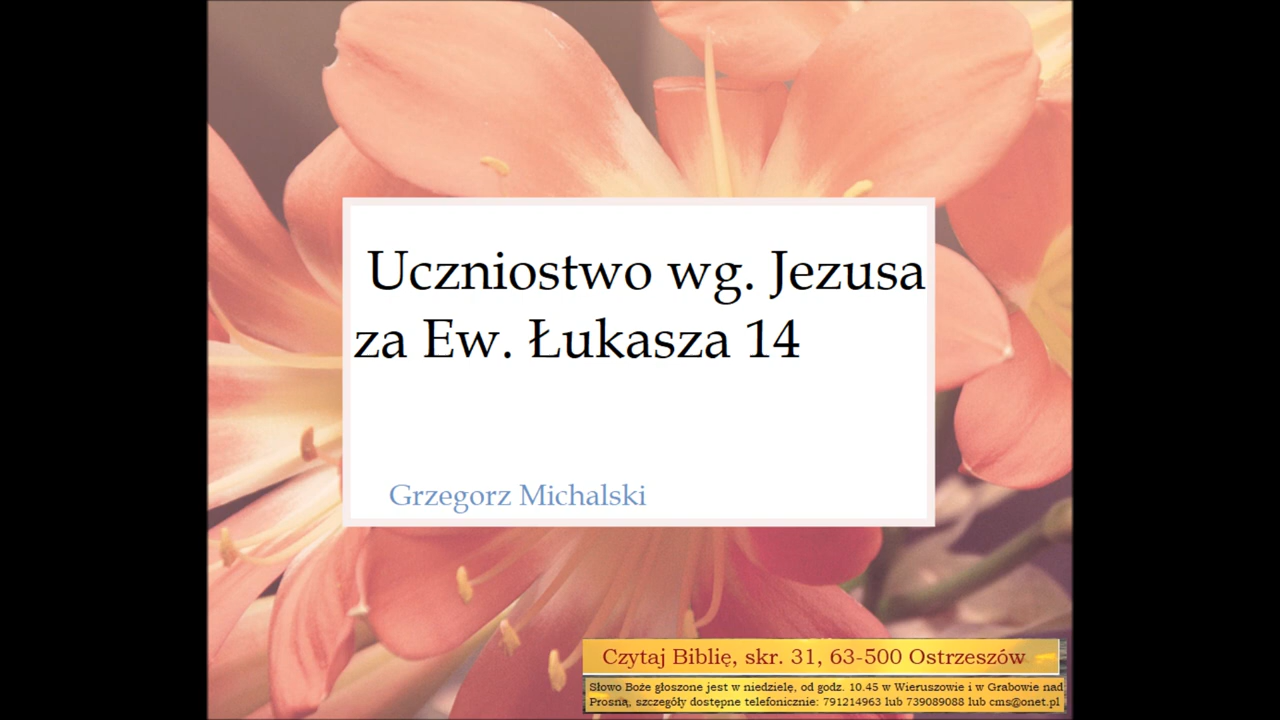 Uczniostwo wg. Jezusa
za Ew. Łukasza 14
Grzegorz Michalski
Czytaj Biblię, skr. 31, 63-500 Ostrzeszów
Słowo Boże głoszone jest w niedzielę, od godz. 10.45 w Wieruszowie i w Grabowie nad
Prosną, szczegóły dostępne telefonicznie: 791214963 lub 739089088 lub cms@onet.pl